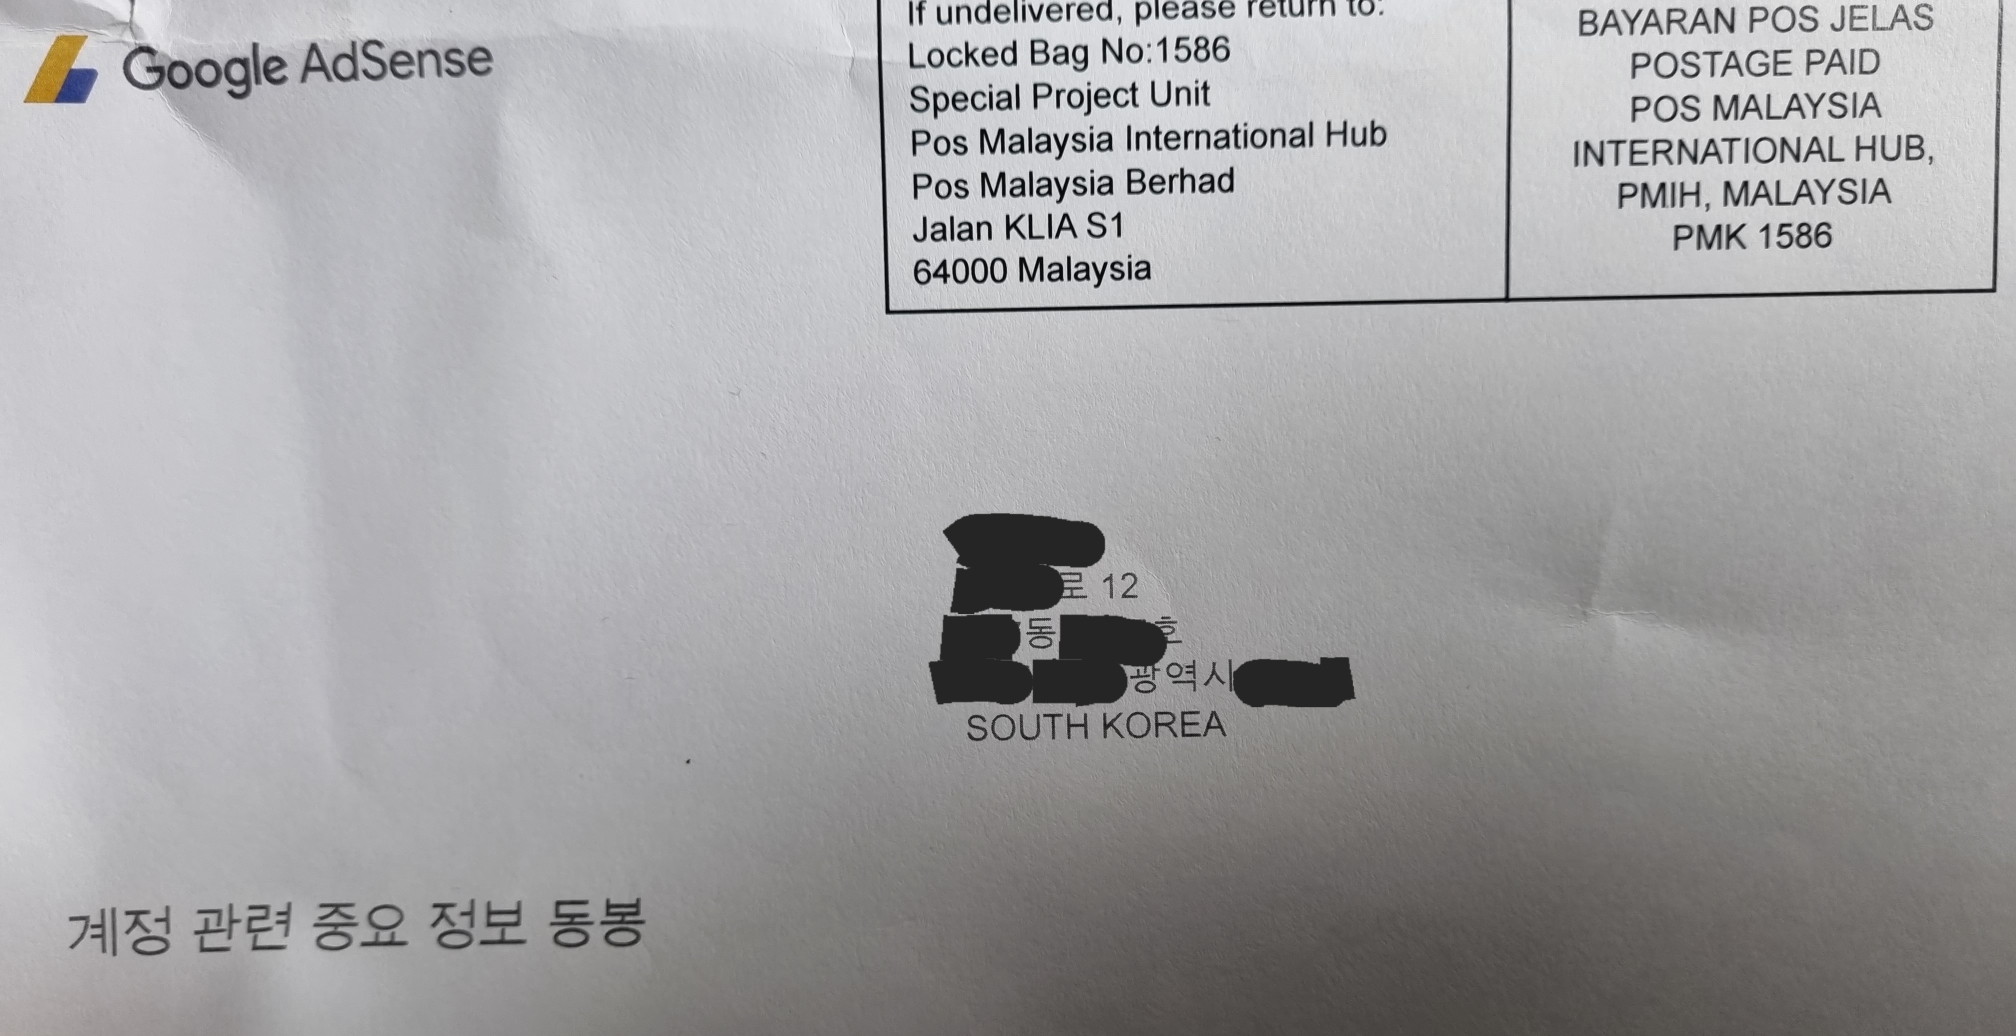 Google AdSense
If undelivered, please return to:
Locked Bag No:1586
Special Project Unit
Pos Malaysia International Hub
Pos Malaysia Berhad
Jalan KLIA S1
64000 Malaysia
BAYARAN POS JELAS
POSTAGE PAID
POS MALAYSIA
INTERNATIONAL HUB,
PMIH, MALAYSIA
PMK 1586
로 12
동 호
광역시
SOUTH KOREA
계정 관련 중요 정보 동봉